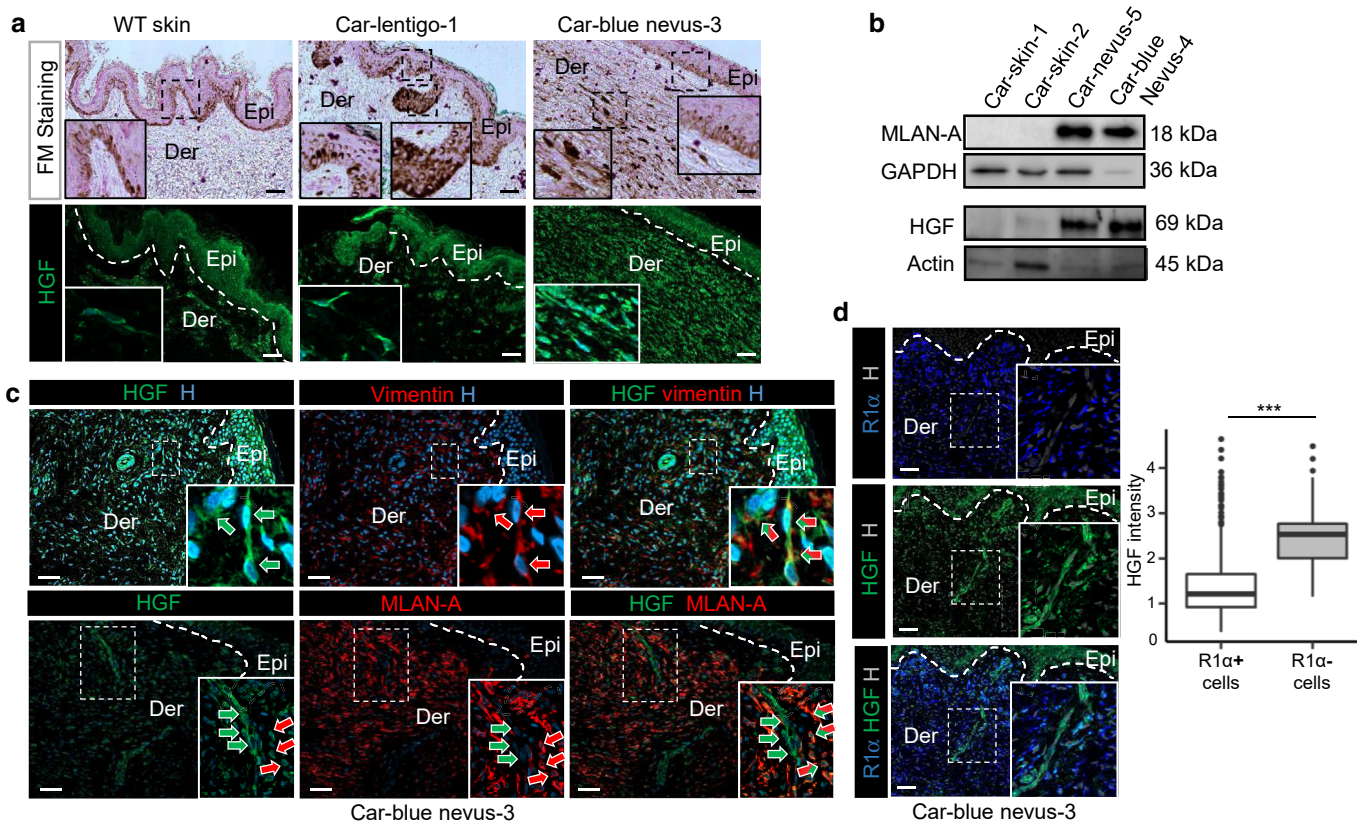 a
WT skin
Car-lentigo-1
Car-blue nevus-3
FM Staining
Epi
Der
Der
Epi
Der
Epi
HGF
Epi
Der
Epi
Der
Epi
Der
b
Car-skin-1
Car-skin-2
Car-nevus-5
Car-blue
Nevus-4
MLAN-A
18 kDa
GAPDH
36 kDa
HGF
69 kDa
Actin
45 kDa
c
HGF H
Vimentin H
HGF vimentin H
Epi
Der
Epi
Der
Epi
Der
HGF
MLAN-A
HGF MLAN-A
Epi
Der
Epi
Der
Epi
Der
Car-blue nevus-3
d
R1α H
Epi
Der
HGF H
Epi
Der
R1α HGF H
Epi
Der
Car-blue nevus-3
***
HGF intensity
4
3
2
1
0
R1α+
cells
R1α-
cells